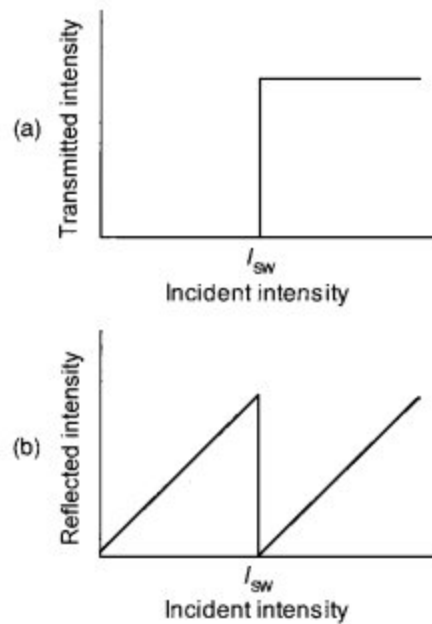 (a)
Transmitted intensity
I_SW
Incident intensity
(b)
Reflected intensity
I_SW
Incident intensity